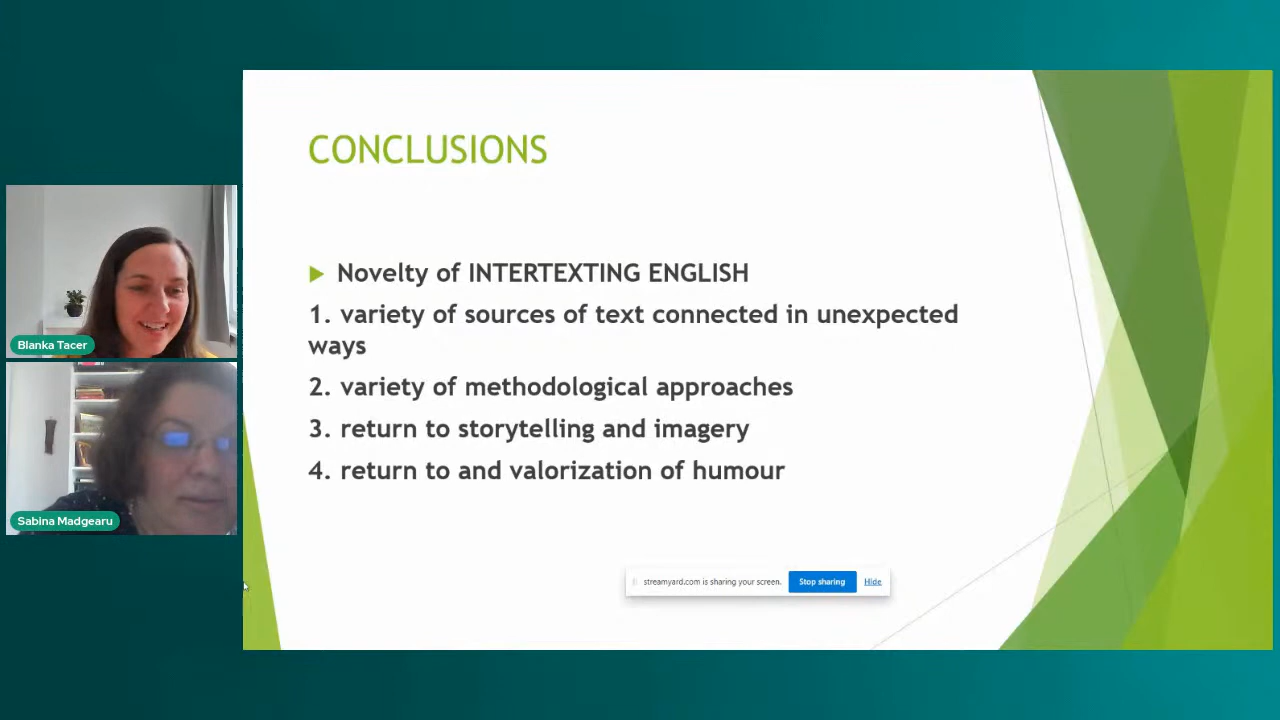 CONCLUSIONS
Novelty of INTERTEXTING ENGLISH
1. variety of sources of text connected in unexpected
ways
2. variety of methodological approaches
3. return to storytelling and imagery
4. return to and valorization of humour
Blanka Tacer
Sabina Madgearu
streamyard.com is sharing your screen. Stop sharing Hide